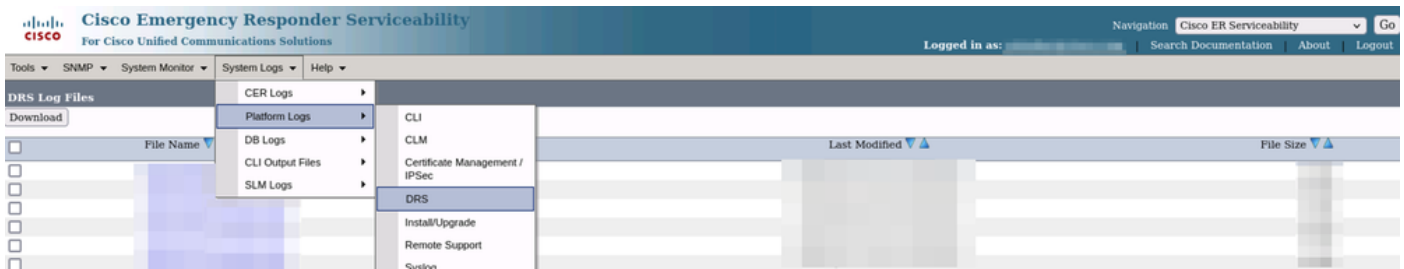 Cisco Emergency Responder Serviceability
CISCO
For Cisco Unified Communications Solutions
Navigation Cisco ER Serviceability Go
Logged in as: | Search Documentation | About | Logout
Tools SNMP System Monitor System Logs Help
DRS Log Files
Download
File Name Last Modified File Size
CER Logs
Platform Logs
DB Logs
CLI Output Files
SLM Logs
CLI
CLM
Certificate Management /
IPSec
DRS
Install/Upgrade
Remote Support
Syslog